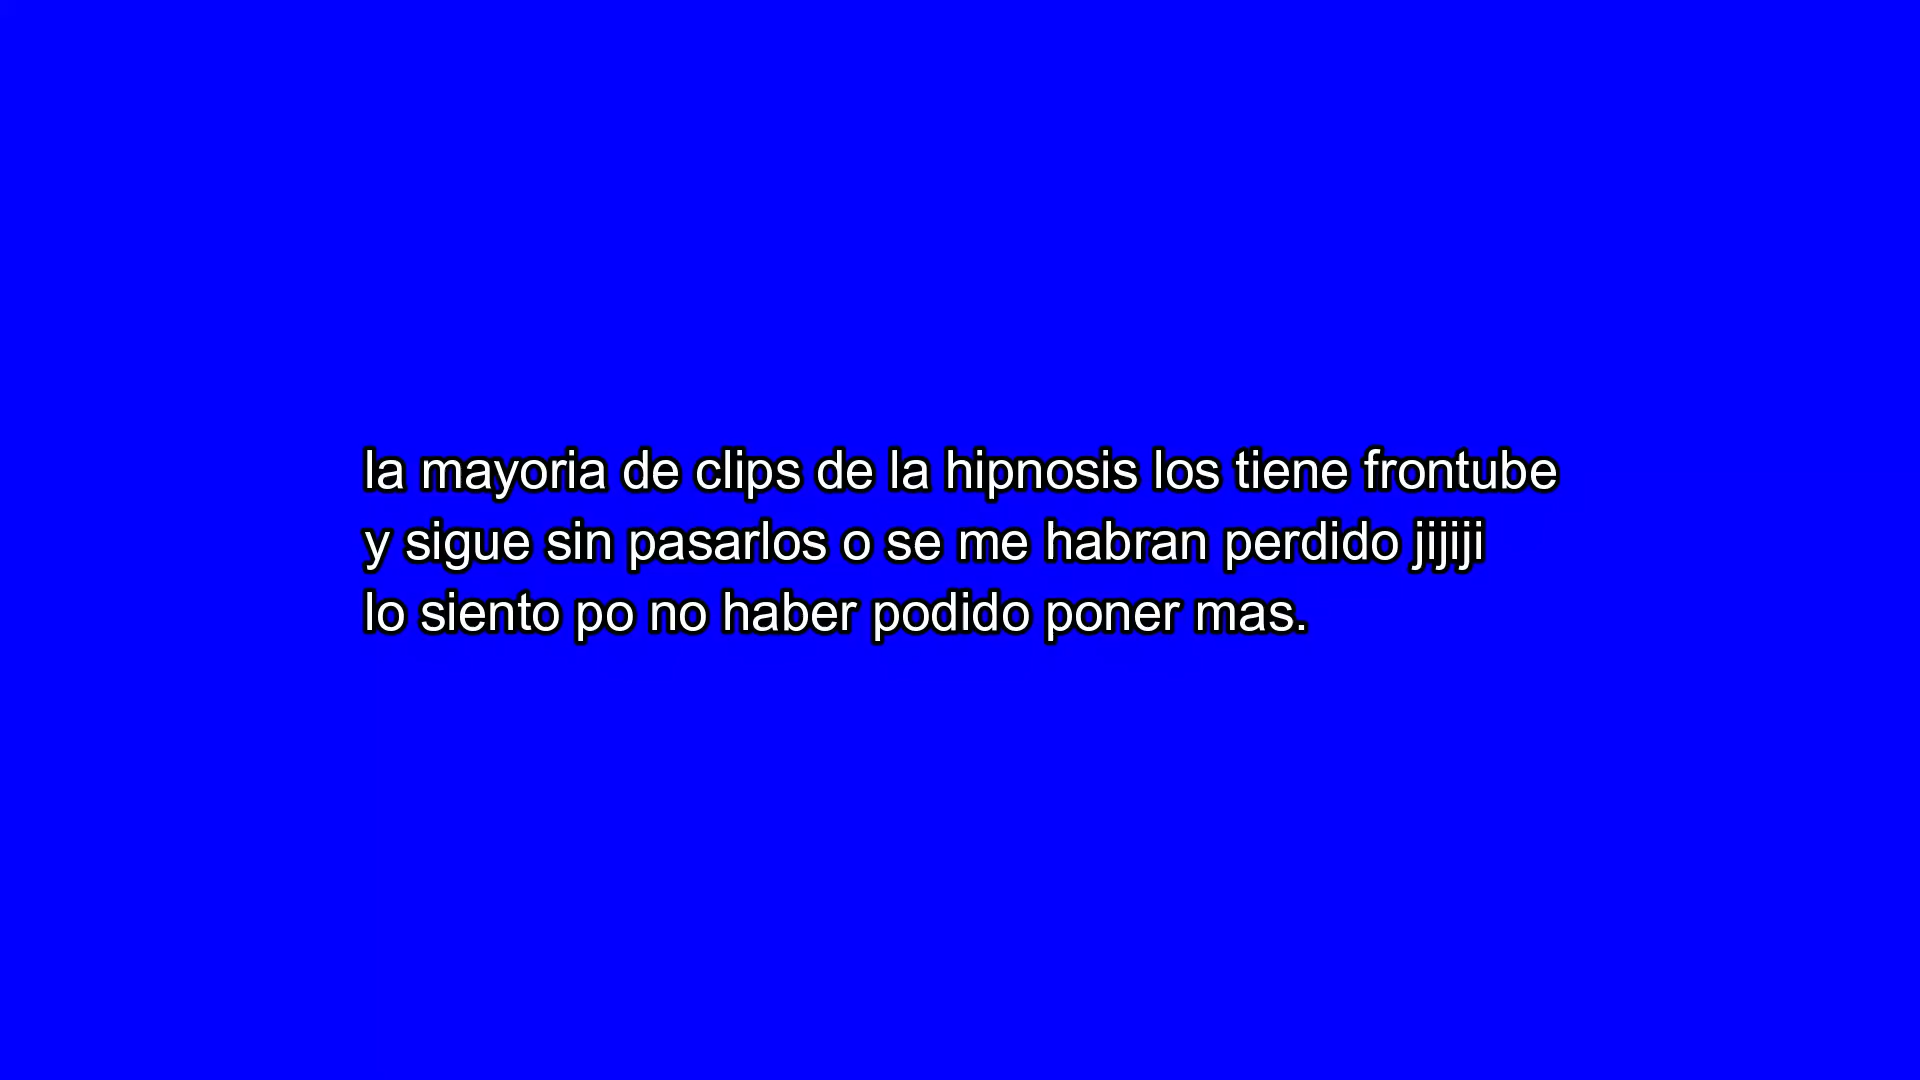 la mayoria de clips de la hipnosis los tiene frontube
y sigue sin pasarlos o se me habran perdido jijiji
lo siento po no haber podido poner mas.